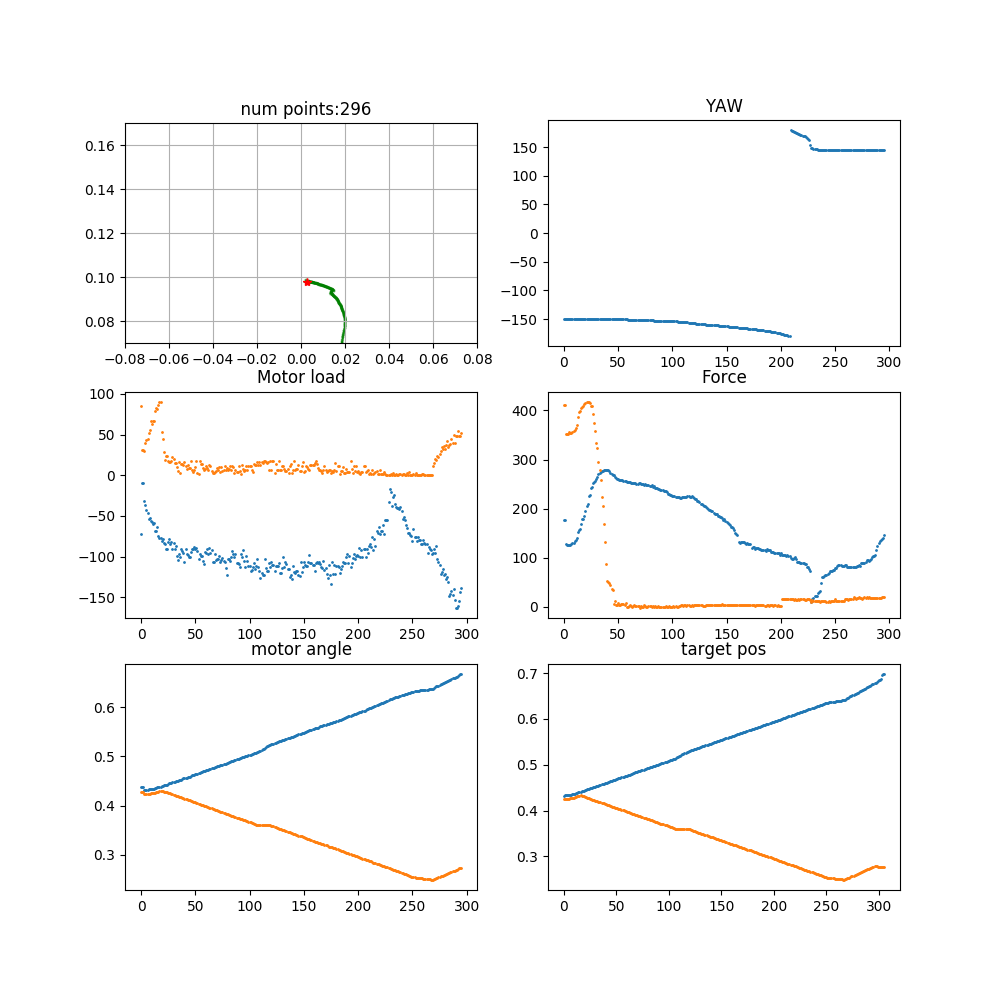 num points:296
YAW
0.16
0.14
0.12
0.10
0.08
−0.08 −0.06 −0.04 −0.02 0.00 0.02 0.04 0.06 0.08
150
100
50
0
−50
−100
−150
0 50 100 150 200 250 300
Motor load
Force
100
50
0
−50
−100
−150
0 50 100 150 200 250 300
400
300
200
100
0
0 50 100 150 200 250 300
motor angle
target pos
0.6
0.5
0.4
0.3
0 50 100 150 200 250 300
0.7
0.6
0.5
0.4
0.3
0 50 100 150 200 250 300